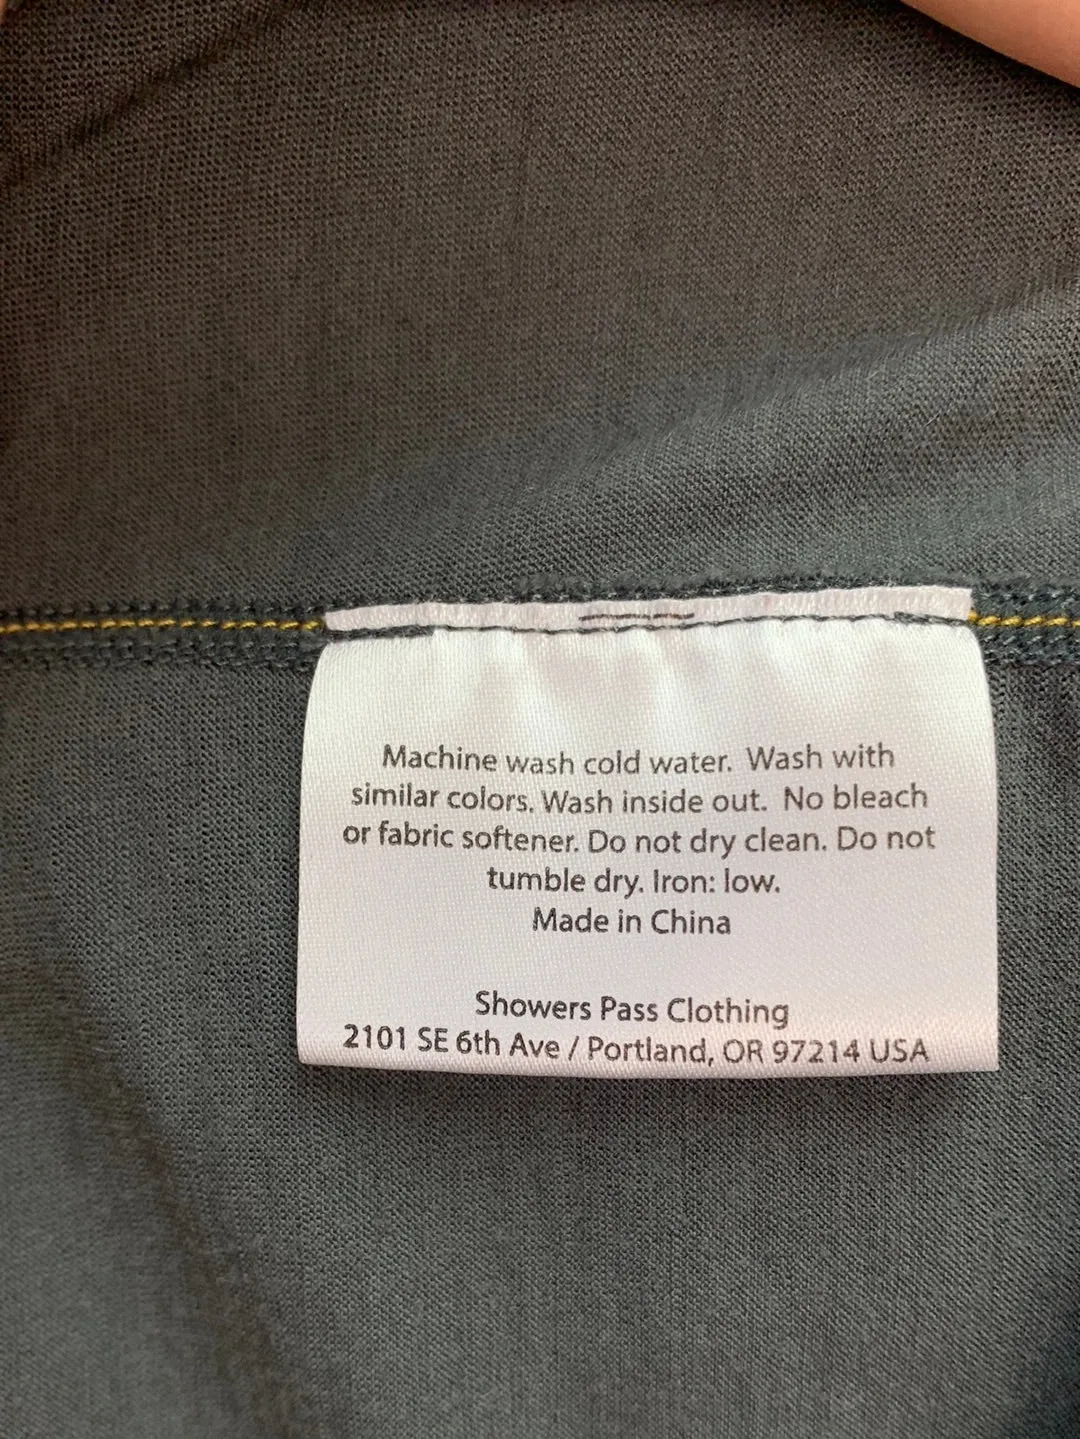 Machine wash cold water. Wash with
similar colors. Wash inside out. No bleach
or fabric softener. Do not dry clean. Do not
tumble dry. Iron: low.
Made in China
Showers Pass Clothing
2101 SE 6th Ave / Portland, OR 97214 USA